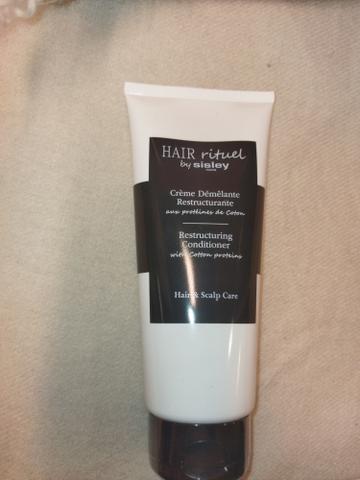 HAIR rituel
by sisley
PARIS
Crème Démêlante
Restructurante
aux protéines de Coton
Restructuring
Conditioner
with Cotton proteins
Hair & Scalp Care